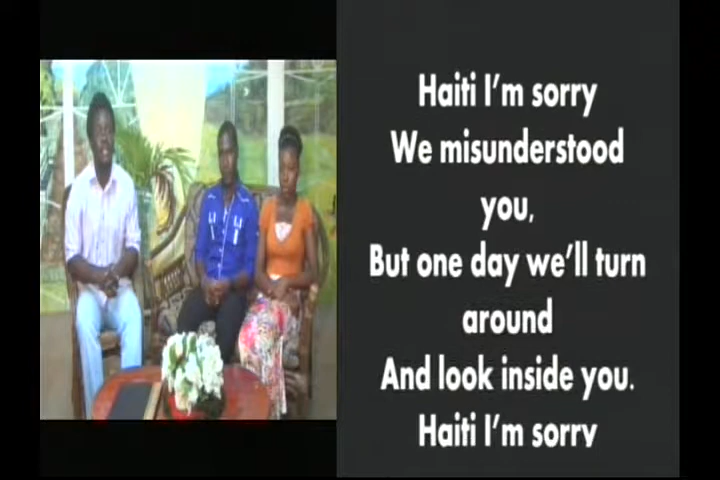 Haiti I'm sorry
We misunderstood
you,
But one day we'll turn
around
And look inside you.
Haiti I'm sorry